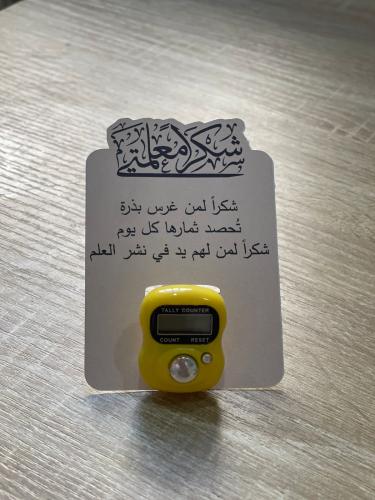 شكراً معلمتي
شكراً لمن غرس بذرة
تُحصد ثمارها كل يوم
شكراً لمن لهم يد في نشر العلم
TALLY COUNTER
COUNT RESET